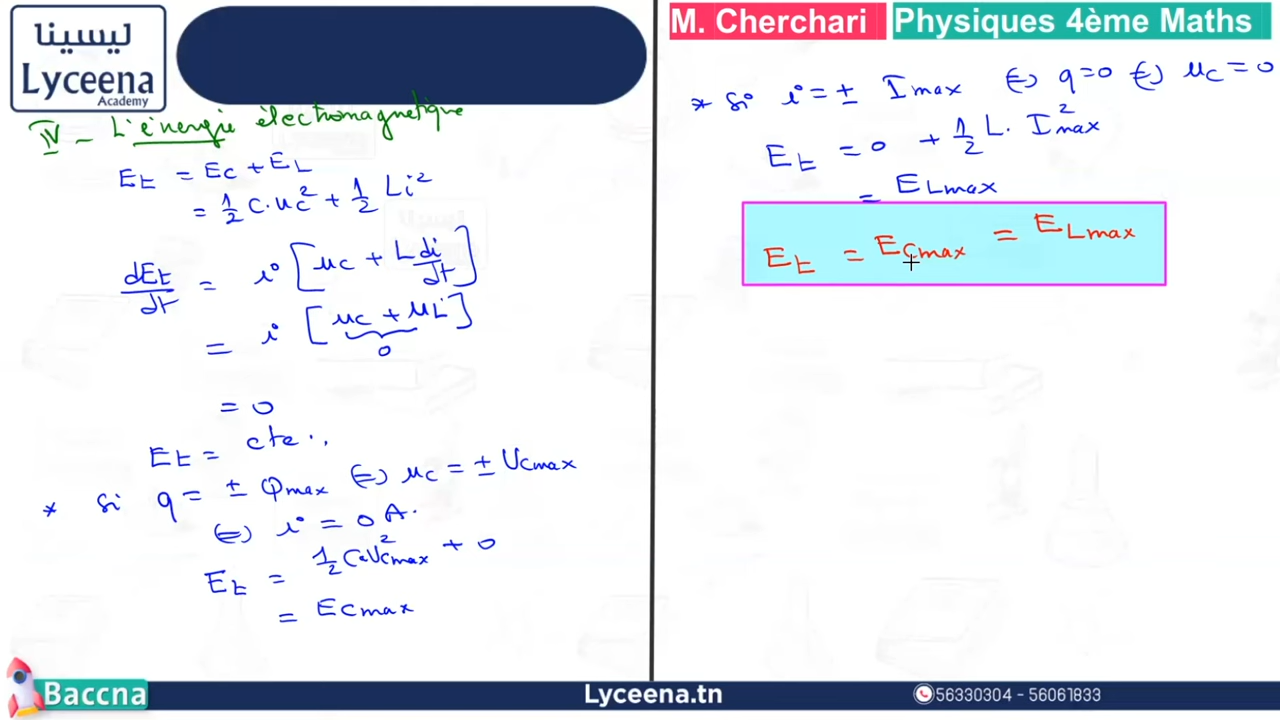 ليسينا
Lyceena
Academy
M. Cherchari Physiques 4ème Maths
IV - L'énergie électromagnetique
Et = Ec + EL
= 1/2 C.uc² + 1/2 Li²
dEt/dt = i [uc + L di/dt]
= i [uc + uL]
0
= 0
Et = cte..
* Si q = ± Qmax ⇔ uc = ± Ucmax
⇔ i = 0 A.
Et = 1/2 C.Ucmax² + 0
= Ecmax
* Si i = ± Imax ⇔ q=0 ⇔ uc = 0
Et = 0 + 1/2 L. Imax²
= ELmax
Et = Ecmax = ELmax
Baccna
Lyceena.tn
56330304 - 56061833